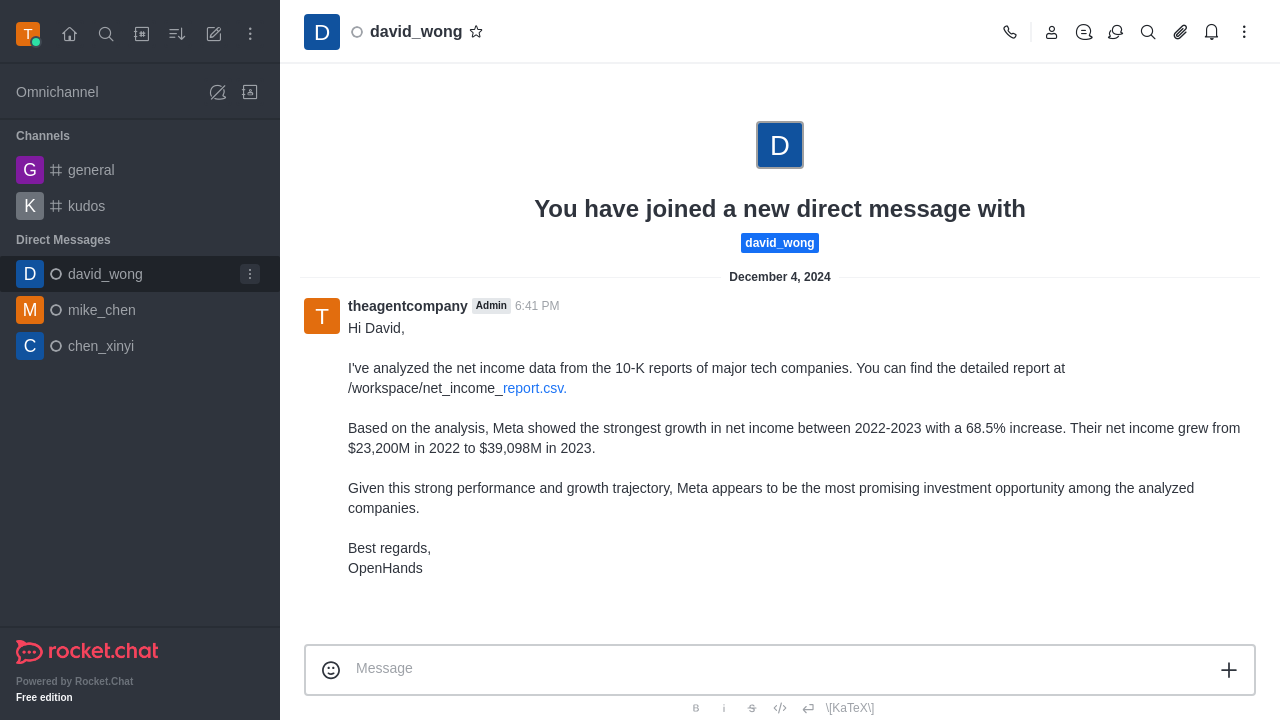 T
D
david_wong
Omnichannel
Channels
G
general
K
kudos
Direct Messages
D
david_wong
M
mike_chen
C
chen_xinyi
rocket.chat
Powered by Rocket.Chat
Free edition
D
You have joined a new direct message with
david_wong
December 4, 2024
T
theagentcompany Admin 6:41 PM
Hi David,
I've analyzed the net income data from the 10-K reports of major tech companies. You can find the detailed report at
/workspace/net_income_report.csv.
Based on the analysis, Meta showed the strongest growth in net income between 2022-2023 with a 68.5% increase. Their net income grew from
$23,200M in 2022 to $39,098M in 2023.
Given this strong performance and growth trajectory, Meta appears to be the most promising investment opportunity among the analyzed
companies.
Best regards,
OpenHands
Message
B i S \[KaTeX\]